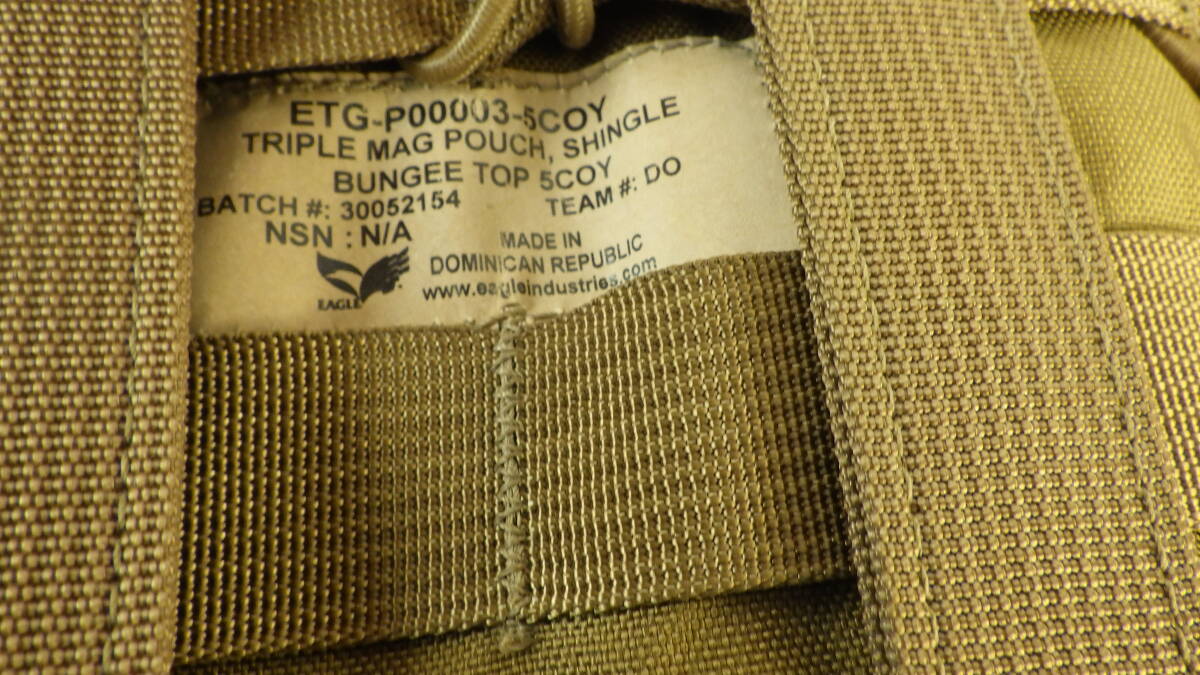 ETG-P00003-5COY
TRIPLE MAG POUCH, SHINGLE
BUNGEE TOP 5COY
BATCH #: 30052154 TEAM #: DO
NSN : N/A
MADE IN
DOMINICAN REPUBLIC
www.eagleindustries.com
EAGLE